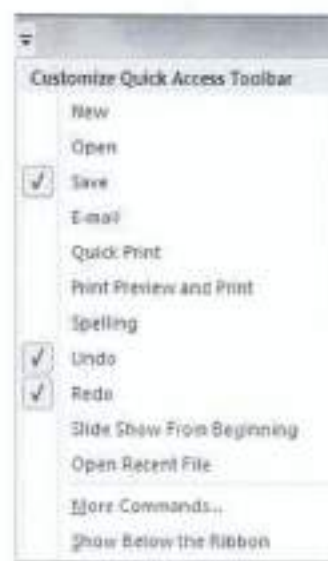 Customize Quick Access Toolbar
New
Open
Save
E-mail
Quick Print
Print Preview and Print
Spelling
Undo
Redo
Slide Show From Beginning
Open Recent File
More Commands...
Show Below the Ribbon